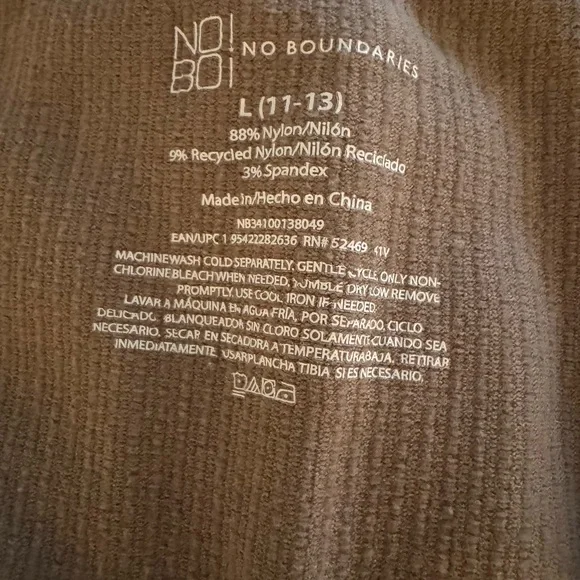 NO!
BO!
NO BOUNDARIES
L (11-13)
88% Nylon/Nilón
9% Recycled Nylon/Nilón Reciclado
3% Spandex
Made in/Hecho en China
NB34100138049
EAN/UPC 1 95422282636 RN# 52469
MACHINE WASH COLD SEPARATELY. GENTLE CYCLE. ONLY NON-
CHLORINE BLEACH WHEN NEEDED. TUMBLE DRY LOW REMOVE
PROMPTLY. USE COOL IRON IF NEEDED.
LAVAR A MÁQUINA EN AGUA FRÍA, POR SEPARADO, CICLO
DELICADO. BLANQUEADOR SIN CLORO SOLAMENTE CUANDO SEA
NECESARIO. SECAR EN SECADORA A TEMPERATURA BAJA. RETIRAR
INMEDIATAMENTE. USAR PLANCHA TIBIA, SI ES NECESARIO.